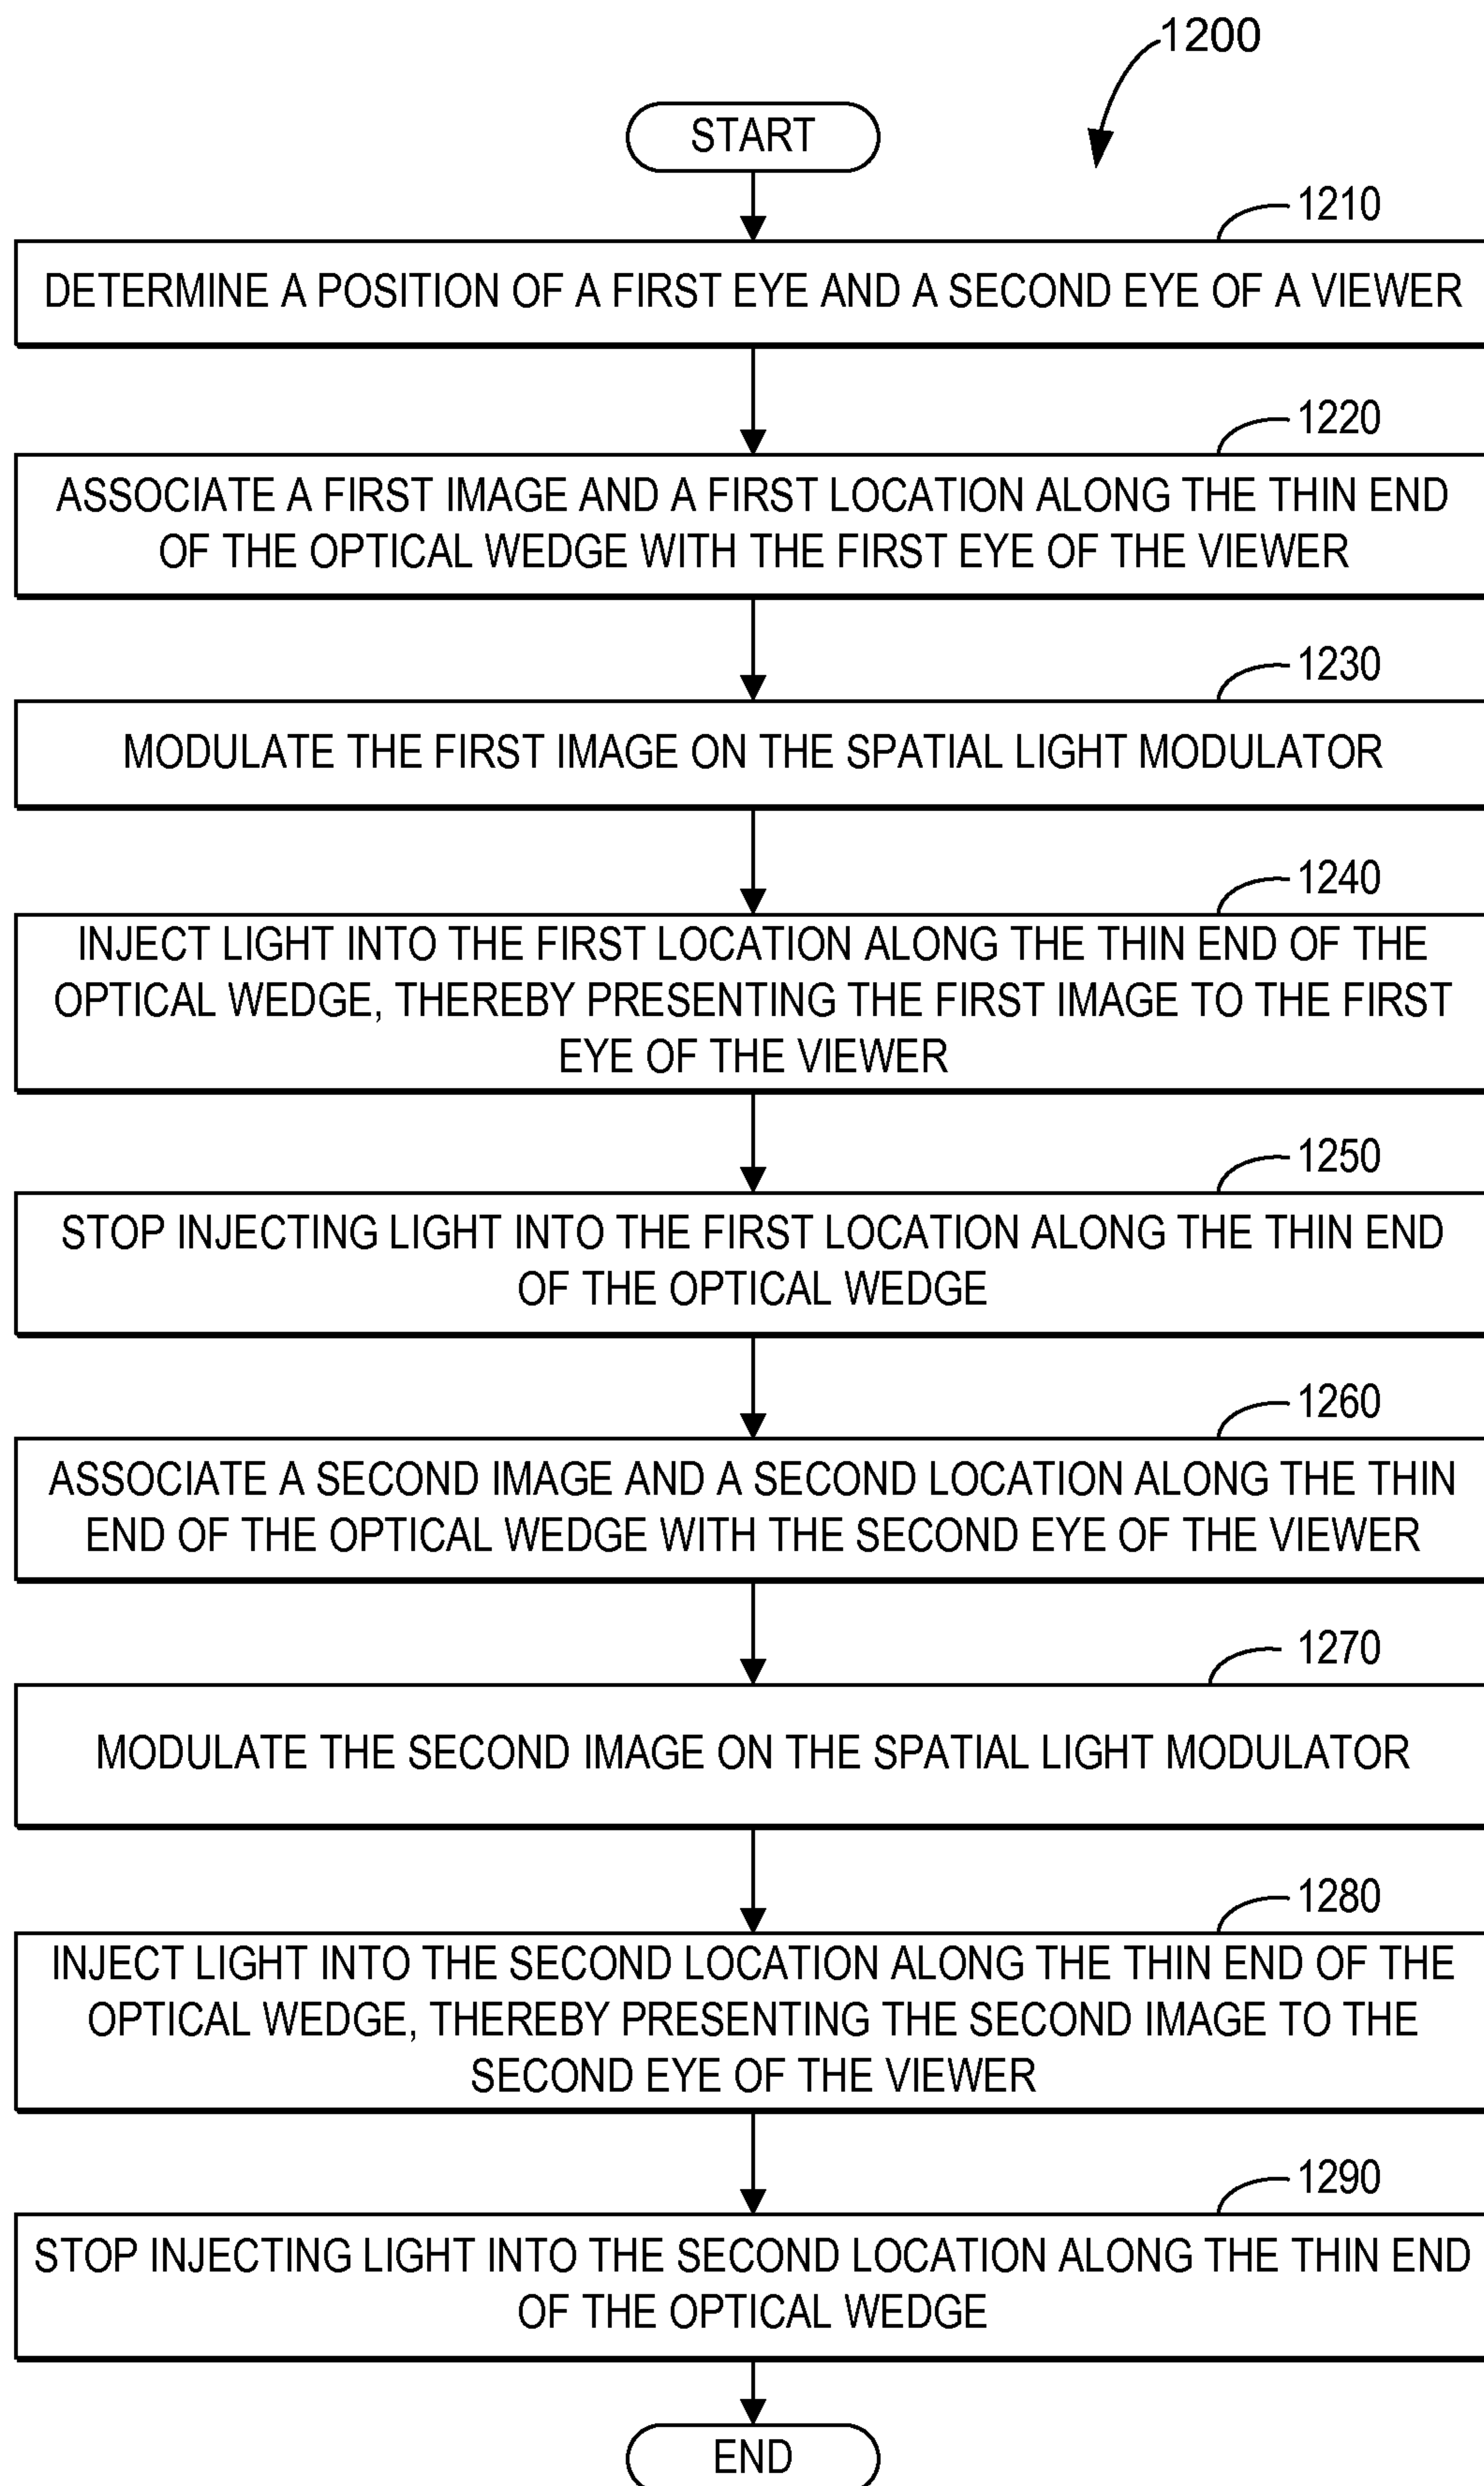 1200
START
1210
DETERMINE A POSITION OF A FIRST EYE AND A SECOND EYE OF A VIEWER
1220
ASSOCIATE A FIRST IMAGE AND A FIRST LOCATION ALONG THE THIN END
OF THE OPTICAL WEDGE WITH THE FIRST EYE OF THE VIEWER
1230
MODULATE THE FIRST IMAGE ON THE SPATIAL LIGHT MODULATOR
1240
INJECT LIGHT INTO THE FIRST LOCATION ALONG THE THIN END OF THE
OPTICAL WEDGE, THEREBY PRESENTING THE FIRST IMAGE TO THE FIRST
EYE OF THE VIEWER
1250
STOP INJECTING LIGHT INTO THE FIRST LOCATION ALONG THE THIN END
OF THE OPTICAL WEDGE
1260
ASSOCIATE A SECOND IMAGE AND A SECOND LOCATION ALONG THE THIN
END OF THE OPTICAL WEDGE WITH THE SECOND EYE OF THE VIEWER
1270
MODULATE THE SECOND IMAGE ON THE SPATIAL LIGHT MODULATOR
1280
INJECT LIGHT INTO THE SECOND LOCATION ALONG THE THIN END OF THE
OPTICAL WEDGE, THEREBY PRESENTING THE SECOND IMAGE TO THE
SECOND EYE OF THE VIEWER
1290
STOP INJECTING LIGHT INTO THE SECOND LOCATION ALONG THE THIN END
OF THE OPTICAL WEDGE
END